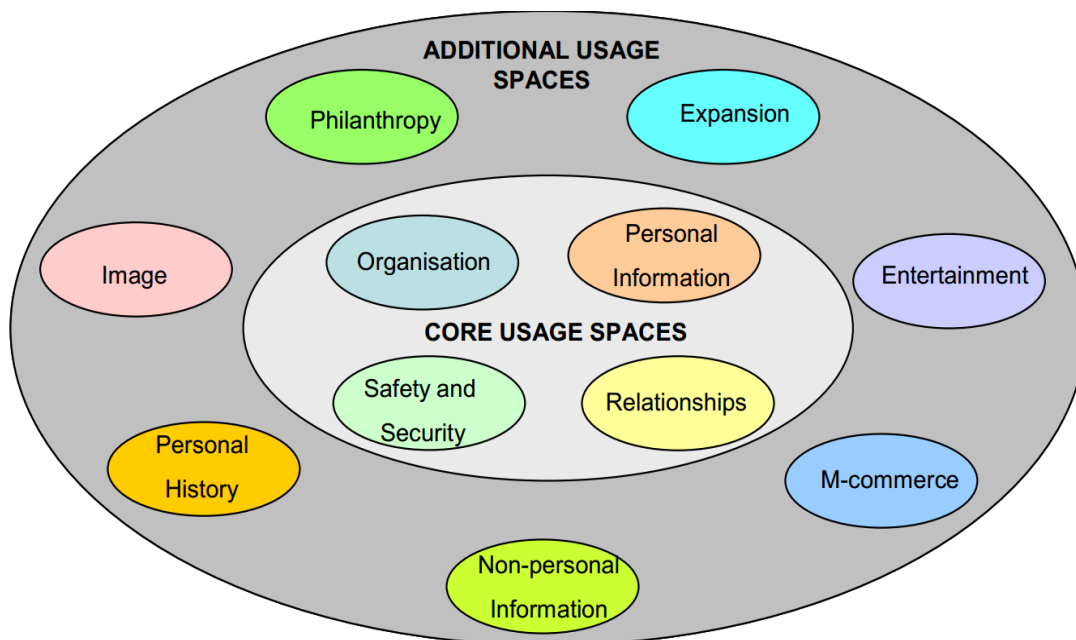 ADDITIONAL USAGE
SPACES
Philanthropy
Expansion
Image
Organisation
Personal
Information
Entertainment
CORE USAGE SPACES
Safety and
Security
Relationships
Personal
History
M-commerce
Non-personal
Information